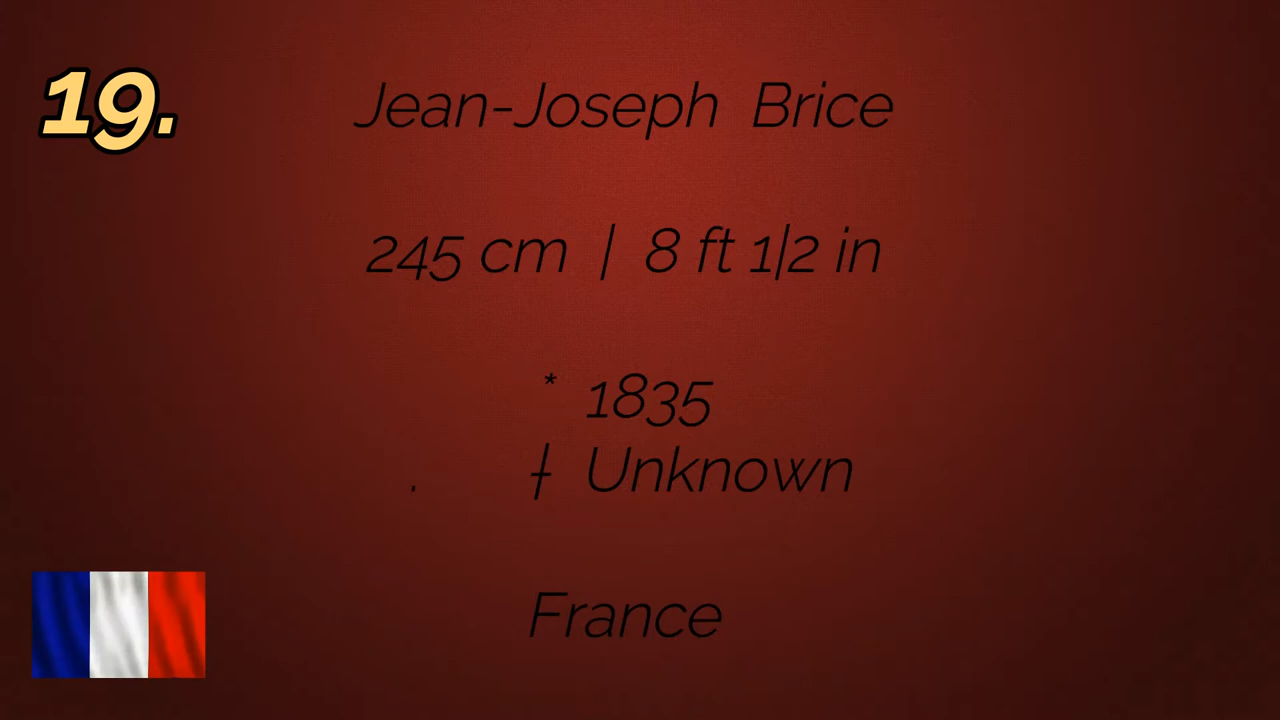 19.
Jean-Joseph Brice
245 cm | 8 ft 1|2 in
* 1835
. ƚ Unknown
France